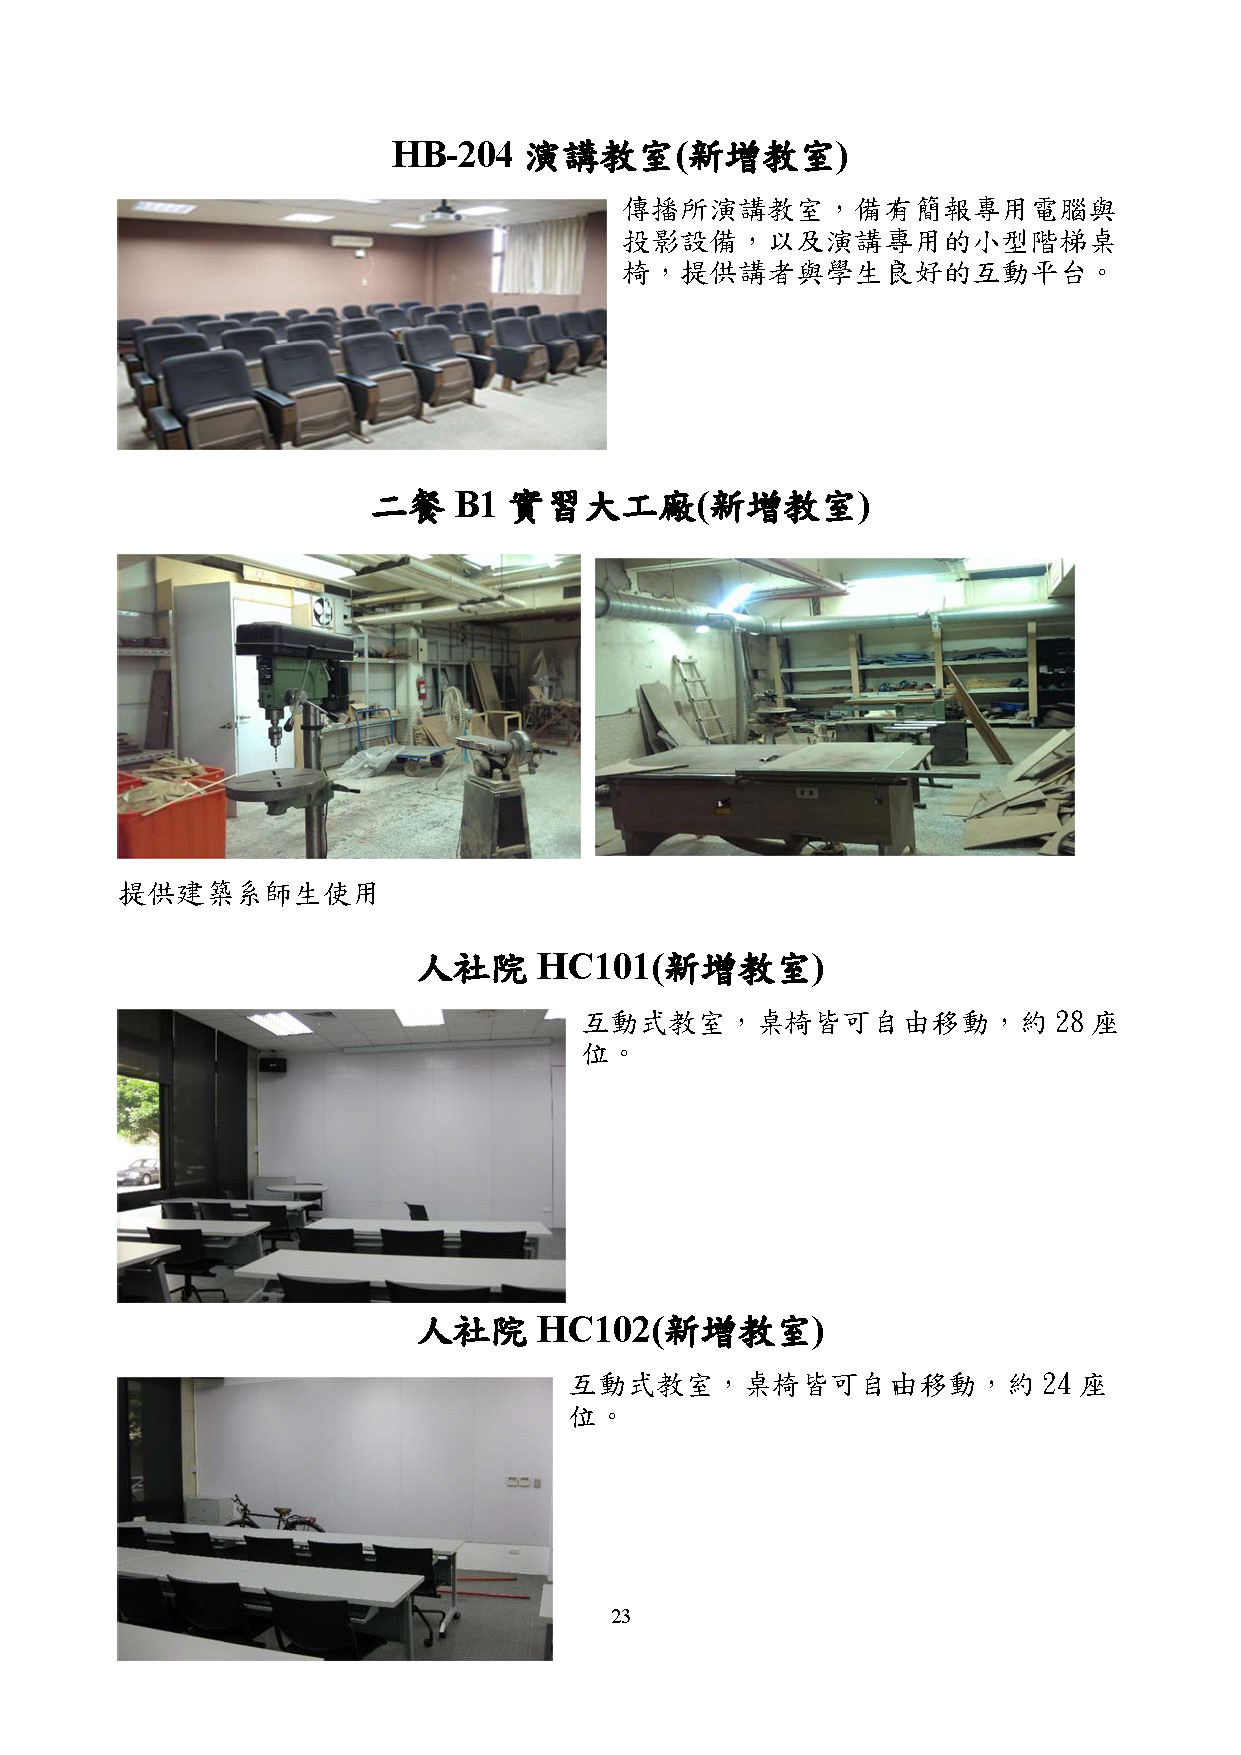 HB-204 演講教室(新增教室)
傳播所演講教室，備有簡報專用電腦與
投影設備，以及演講專用的小型階梯桌
椅，提供講者與學生良好的互動平台。
二餐 B1 實習大工廠(新增教室)
提供建築系師生使用
人社院 HC101(新增教室)
互動式教室，桌椅皆可自由移動，約 28 座
位。
人社院 HC102(新增教室)
互動式教室，桌椅皆可自由移動，約 24 座
位。
23